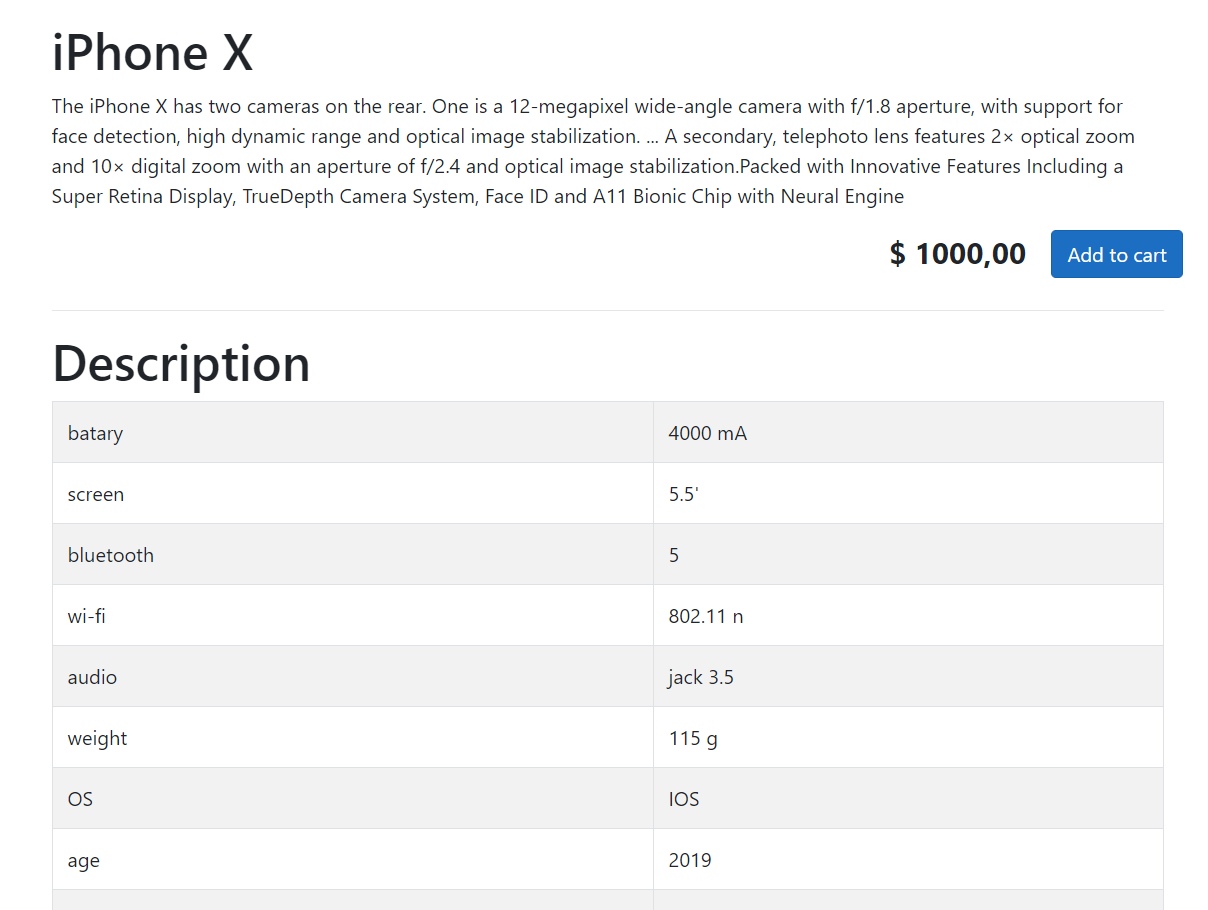 iPhone X
The iPhone X has two cameras on the rear. One is a 12-megapixel wide-angle camera with f/1.8 aperture, with support for
face detection, high dynamic range and optical image stabilization. ... A secondary, telephoto lens features 2× optical zoom
and 10× digital zoom with an aperture of f/2.4 and optical image stabilization.Packed with Innovative Features Including a
Super Retina Display, TrueDepth Camera System, Face ID and A11 Bionic Chip with Neural Engine
$ 1000,00 Add to cart
Description
batary 4000 mA
screen 5.5'
bluetooth 5
wi-fi 802.11 n
audio jack 3.5
weight 115 g
OS IOS
age 2019